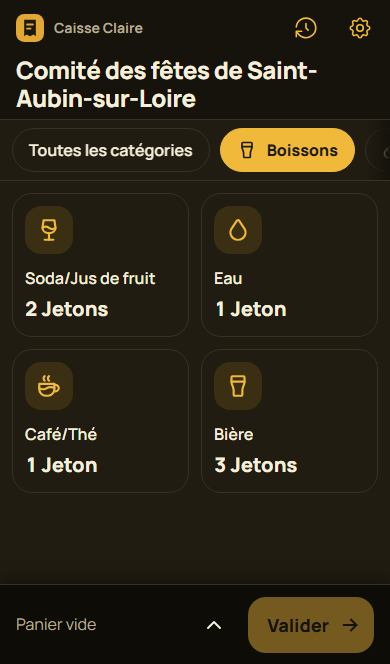 Caisse Claire
Comité des fêtes de Saint-
Aubin-sur-Loire
Toutes les catégories
Boissons
Soda/Jus de fruit
2 Jetons
Eau
1 Jeton
Café/Thé
1 Jeton
Bière
3 Jetons
Panier vide
Valider